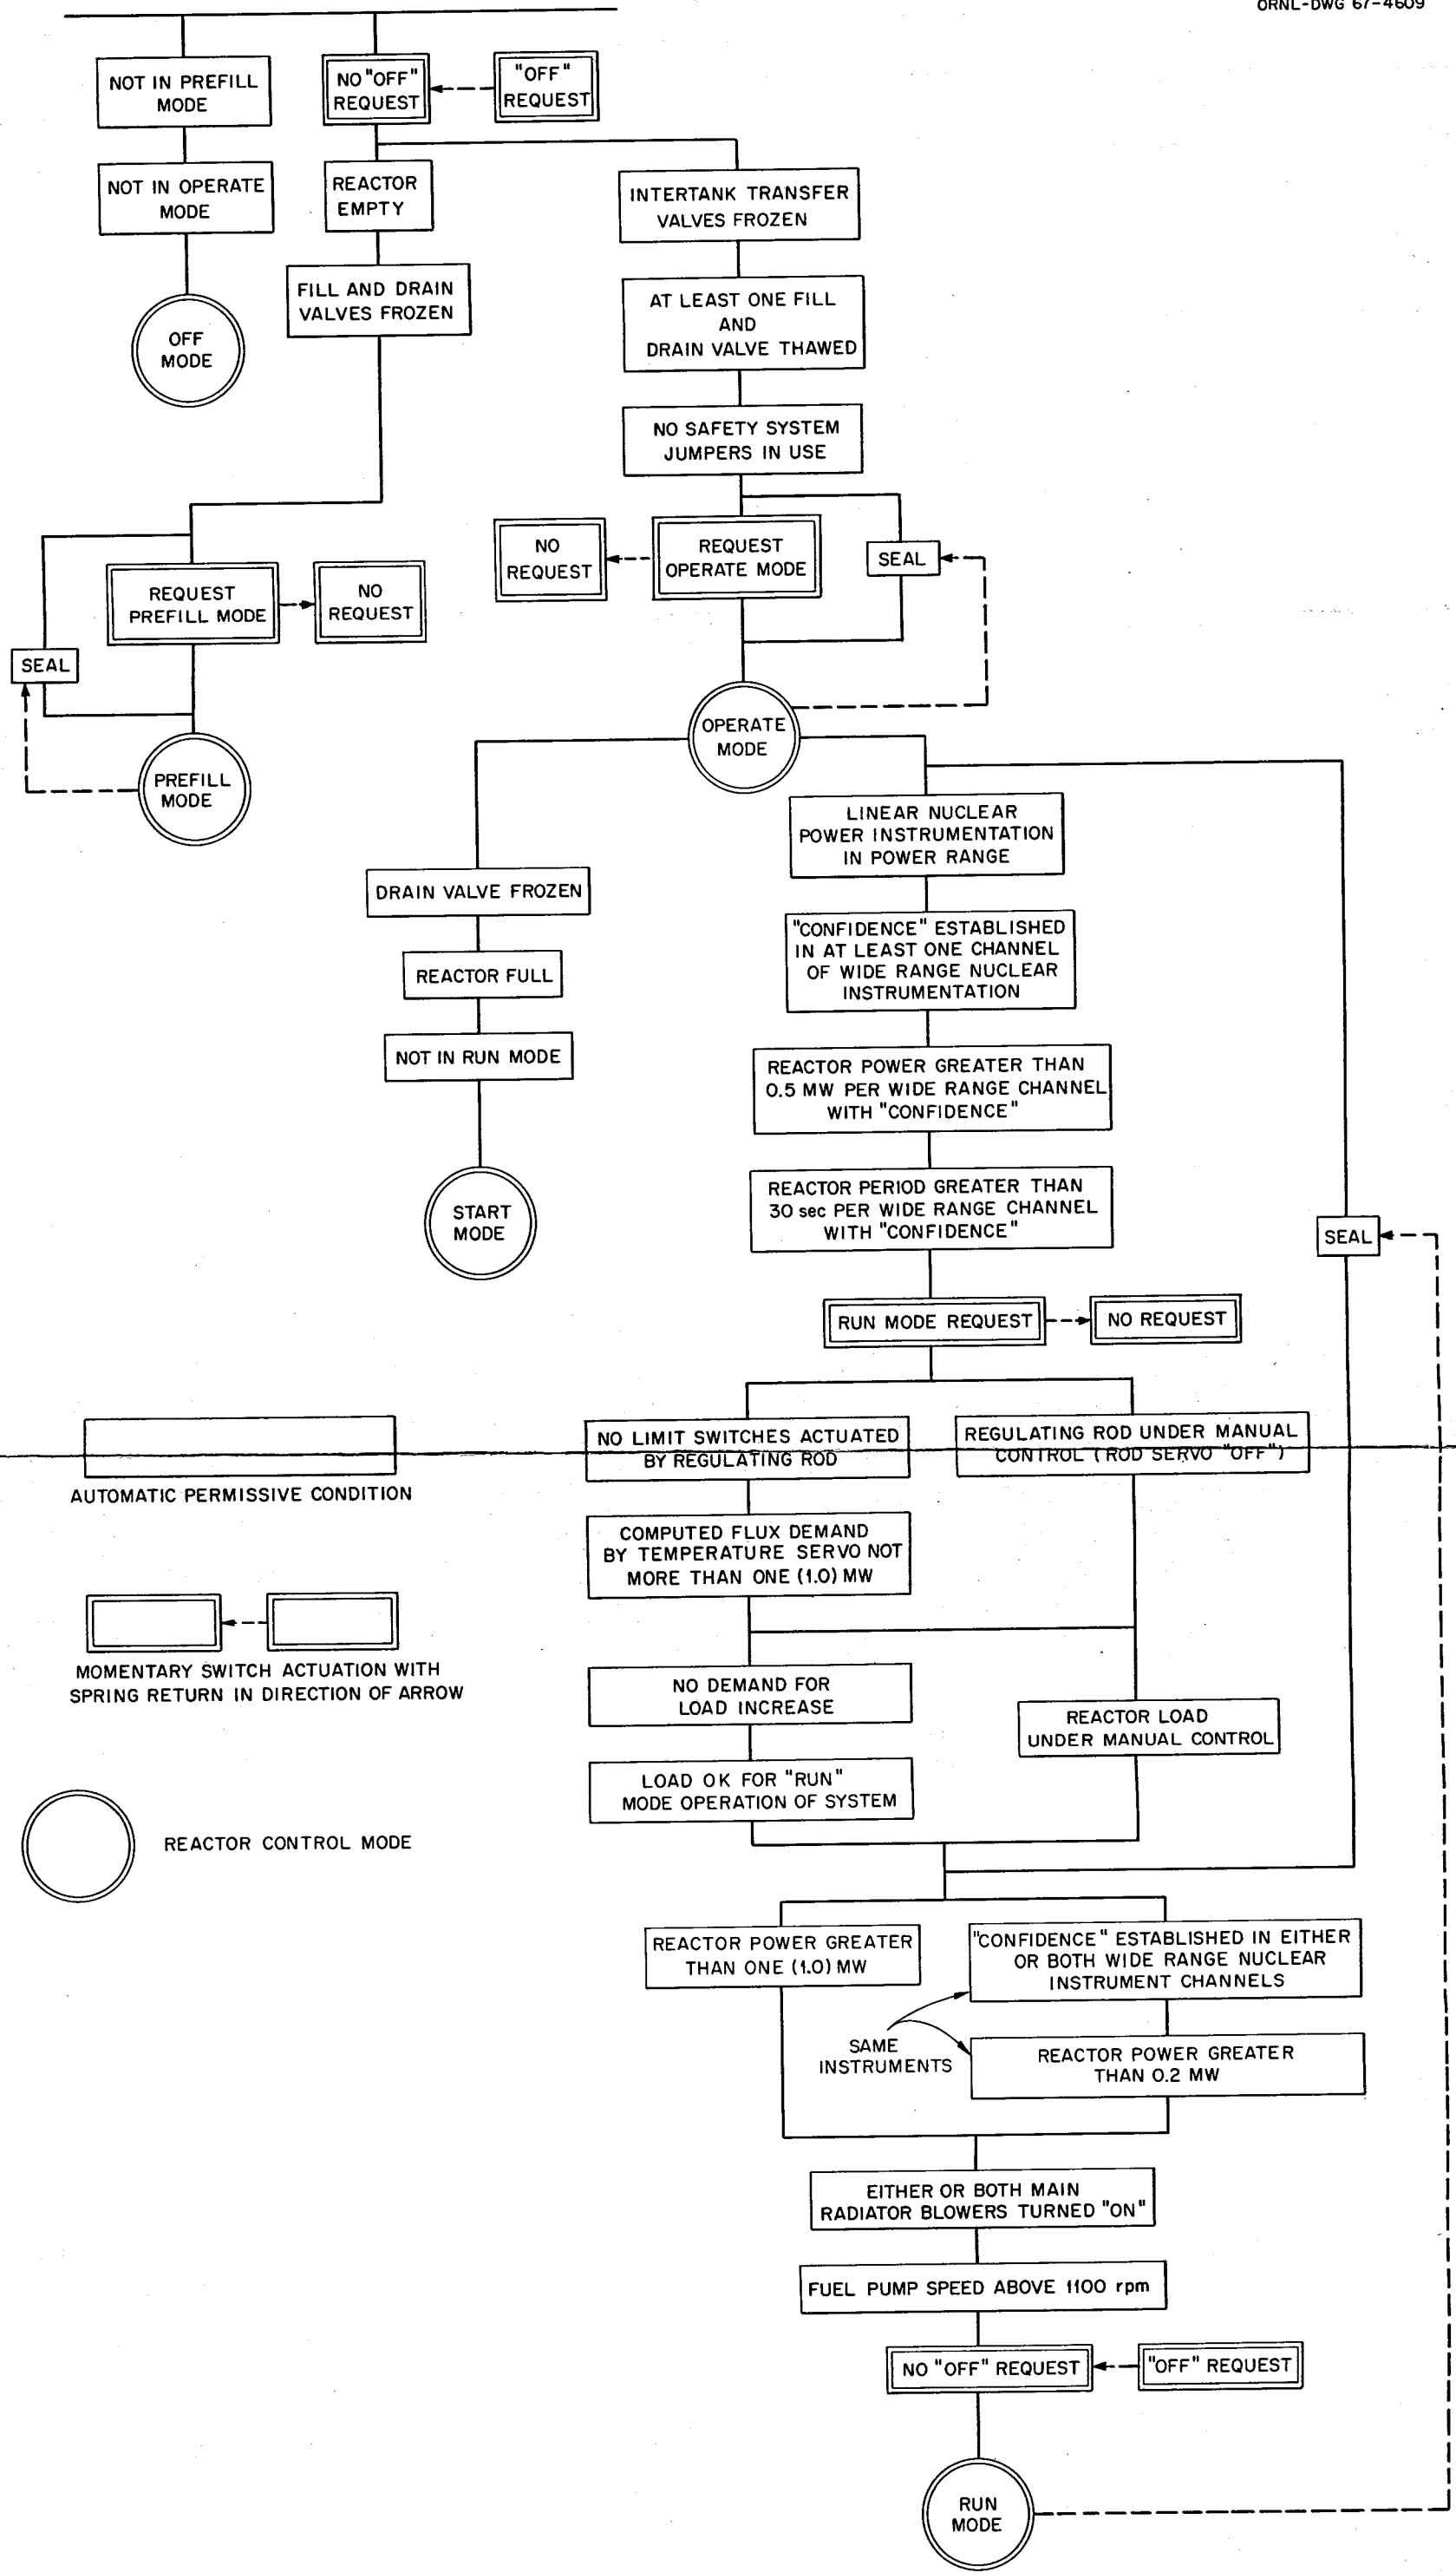 ORNL-DWG 67-4609
NOT IN PREFILL
MODE
NO "OFF"
REQUEST
"OFF"
REQUEST
NOT IN OPERATE
MODE
REACTOR
EMPTY
INTERTANK TRANSFER
VALVES FROZEN
FILL AND DRAIN
VALVES FROZEN
AT LEAST ONE FILL
AND
DRAIN VALVE THAWED
OFF
MODE
NO SAFETY SYSTEM
JUMPERS IN USE
NO
REQUEST
REQUEST
OPERATE MODE
SEAL
REQUEST
PREFILL MODE
NO
REQUEST
SEAL
OPERATE
MODE
PREFILL
MODE
LINEAR NUCLEAR
POWER INSTRUMENTATION
IN POWER RANGE
DRAIN VALVE FROZEN
"CONFIDENCE" ESTABLISHED
IN AT LEAST ONE CHANNEL
OF WIDE RANGE NUCLEAR
INSTRUMENTATION
REACTOR FULL
NOT IN RUN MODE
REACTOR POWER GREATER THAN
0.5 MW PER WIDE RANGE CHANNEL
WITH "CONFIDENCE"
START
MODE
REACTOR PERIOD GREATER THAN
30 sec PER WIDE RANGE CHANNEL
WITH "CONFIDENCE"
SEAL
RUN MODE REQUEST
NO REQUEST
NO LIMIT SWITCHES ACTUATED
BY REGULATING ROD
REGULATING ROD UNDER MANUAL
CONTROL (ROD SERVO "OFF")
AUTOMATIC PERMISSIVE CONDITION
COMPUTED FLUX DEMAND
BY TEMPERATURE SERVO NOT
MORE THAN ONE (1.0) MW
MOMENTARY SWITCH ACTUATION WITH
SPRING RETURN IN DIRECTION OF ARROW
NO DEMAND FOR
LOAD INCREASE
REACTOR LOAD
UNDER MANUAL CONTROL
LOAD OK FOR "RUN"
MODE OPERATION OF SYSTEM
REACTOR CONTROL MODE
REACTOR POWER GREATER
THAN ONE (1.0) MW
"CONFIDENCE" ESTABLISHED IN EITHER
OR BOTH WIDE RANGE NUCLEAR
INSTRUMENT CHANNELS
SAME
INSTRUMENTS
REACTOR POWER GREATER
THAN 0.2 MW
EITHER OR BOTH MAIN
RADIATOR BLOWERS TURNED "ON"
FUEL PUMP SPEED ABOVE 1100 rpm
NO "OFF" REQUEST
"OFF" REQUEST
RUN
MODE